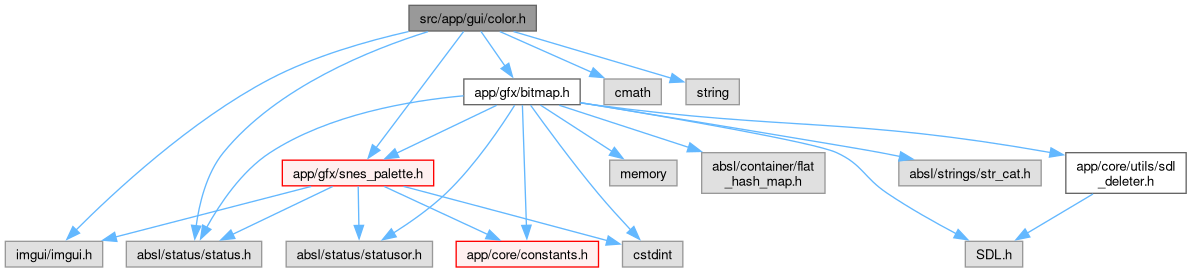 src/app/gui/color.h
app/gfx/bitmap.h
cmath
string
app/gfx/snes_palette.h
memory
absl/container/flat
_hash_map.h
absl/strings/str_cat.h
app/core/utils/sdl
_deleter.h
imgui/imgui.h
absl/status/status.h
absl/status/statusor.h
app/core/constants.h
cstdint
SDL.h